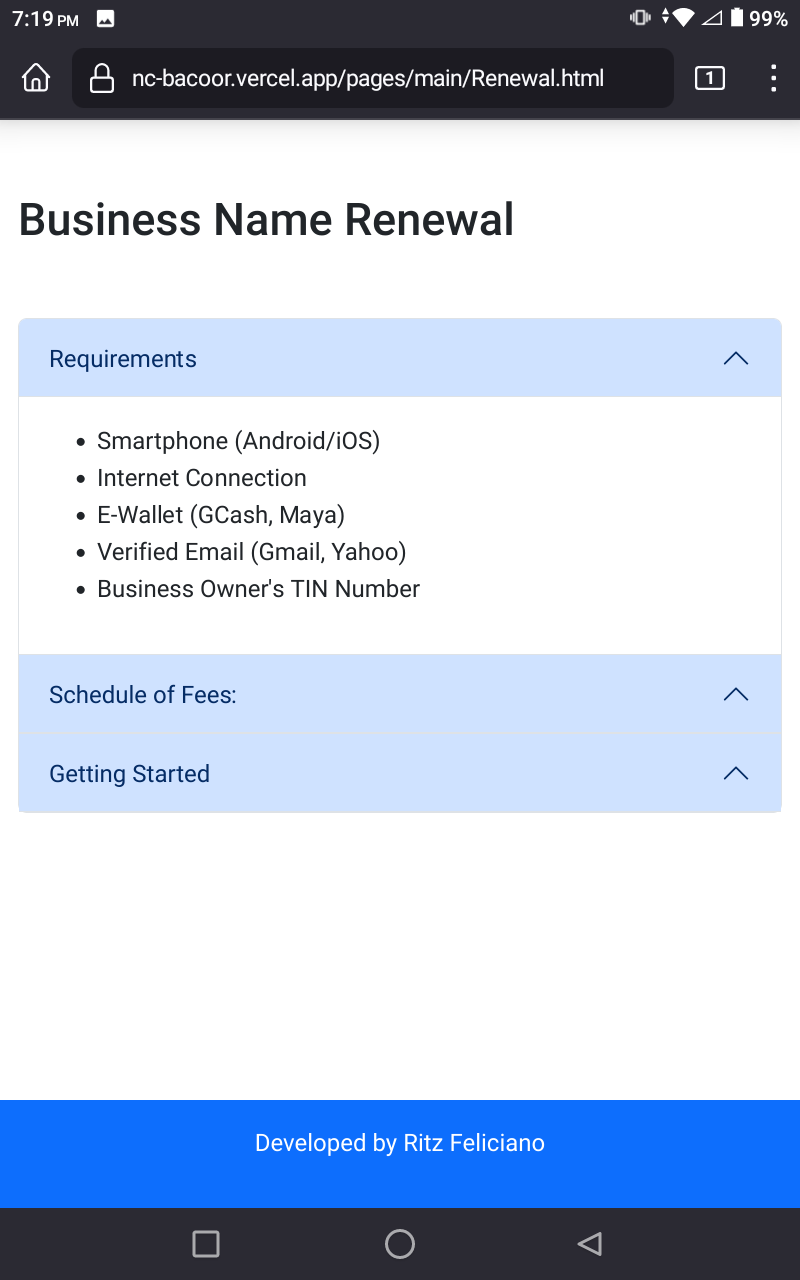 7:19 PM
99%
nc-bacoor.vercel.app/pages/main/Renewal.html
1
Business Name Renewal
Requirements
• Smartphone (Android/iOS)
• Internet Connection
• E-Wallet (GCash, Maya)
• Verified Email (Gmail, Yahoo)
• Business Owner's TIN Number
Schedule of Fees:
Getting Started
Developed by Ritz Feliciano